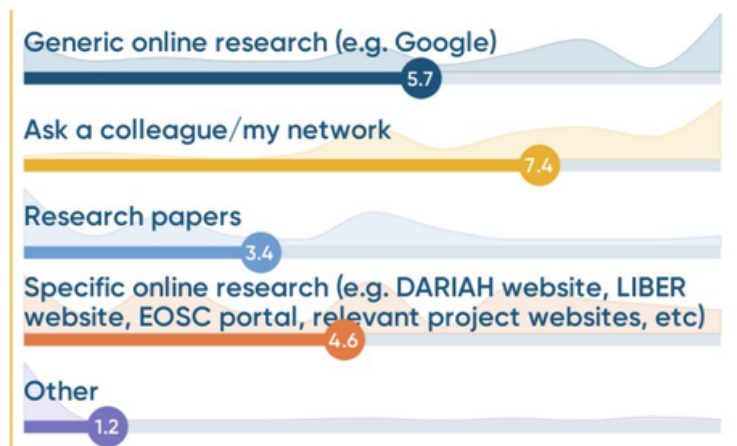 Generic online research (e.g. Google)
5.7
Ask a colleague/my network
7.4
Research papers
3.4
Specific online research (e.g. DARIAH website, LIBER
website, EOSC portal, relevant project websites, etc)
4.6
Other
1.2